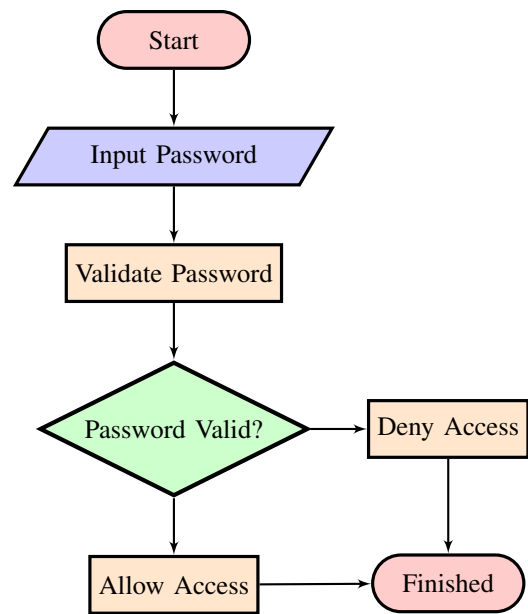 Start
Input Password
Validate Password
Password Valid?
Deny Access
Allow Access
Finished